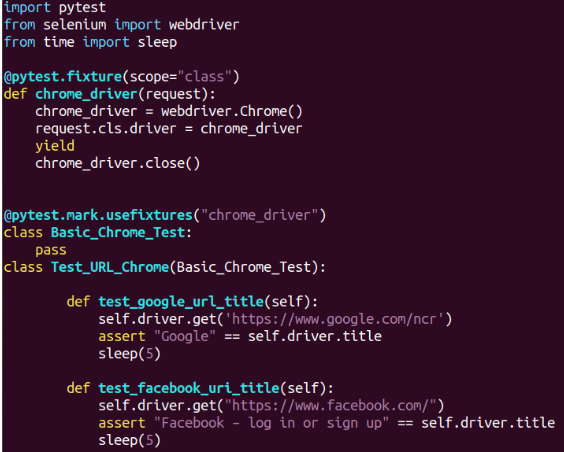 import pytest
from selenium import webdriver
from time import sleep

@pytest.fixture(scope="class")
def chrome_driver(request):
    chrome_driver = webdriver.Chrome()
    request.cls.driver = chrome_driver
    yield
    chrome_driver.close()


@pytest.mark.usefixtures("chrome_driver")
class Basic_Chrome_Test:
    pass
class Test_URL_Chrome(Basic_Chrome_Test):

        def test_google_url_title(self):
            self.driver.get('https://www.google.com/ncr')
            assert "Google" == self.driver.title
            sleep(5)

        def test_facebook_uri_title(self):
            self.driver.get("https://www.facebook.com/")
            assert "Facebook – log in or sign up" == self.driver.title
            sleep(5)